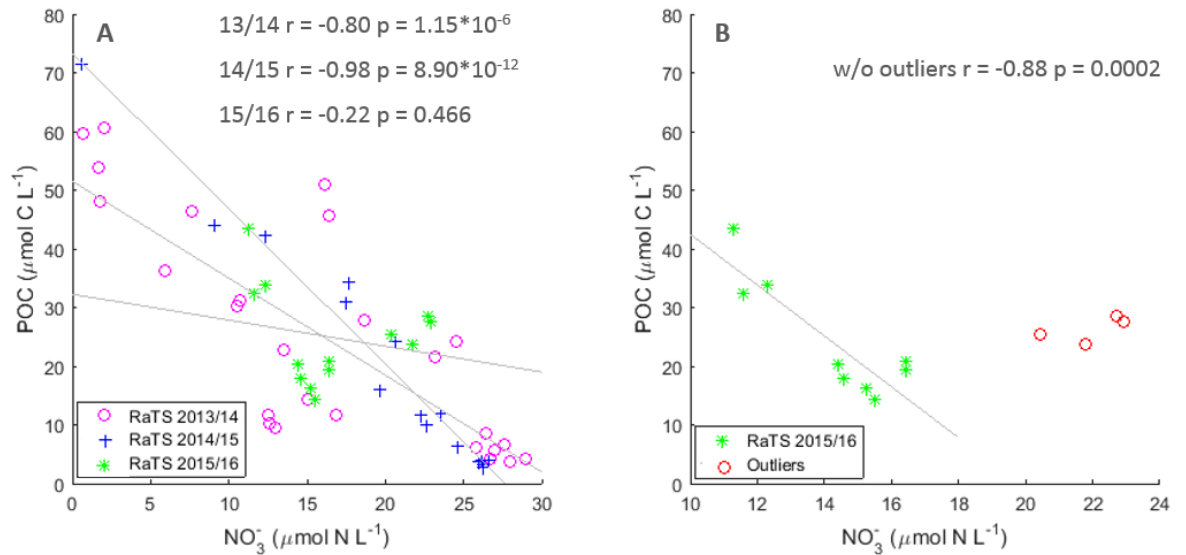 A
13/14 r = -0.80 p = 1.15*10⁻⁶
14/15 r = -0.98 p = 8.90*10⁻¹²
15/16 r = -0.22 p = 0.466
80
70
60
50
40
30
20
10
0
POC (μmol C L⁻¹)
RaTS 2013/14
RaTS 2014/15
RaTS 2015/16
0 5 10 15 20 25 30
NO₃⁻ (μmol N L⁻¹)
B
w/o outliers r = -0.88 p = 0.0002
80
70
60
50
40
30
20
10
0
POC (μmol C L⁻¹)
RaTS 2015/16
Outliers
10 12 14 16 18 20 22 24
NO₃⁻ (μmol N L⁻¹)